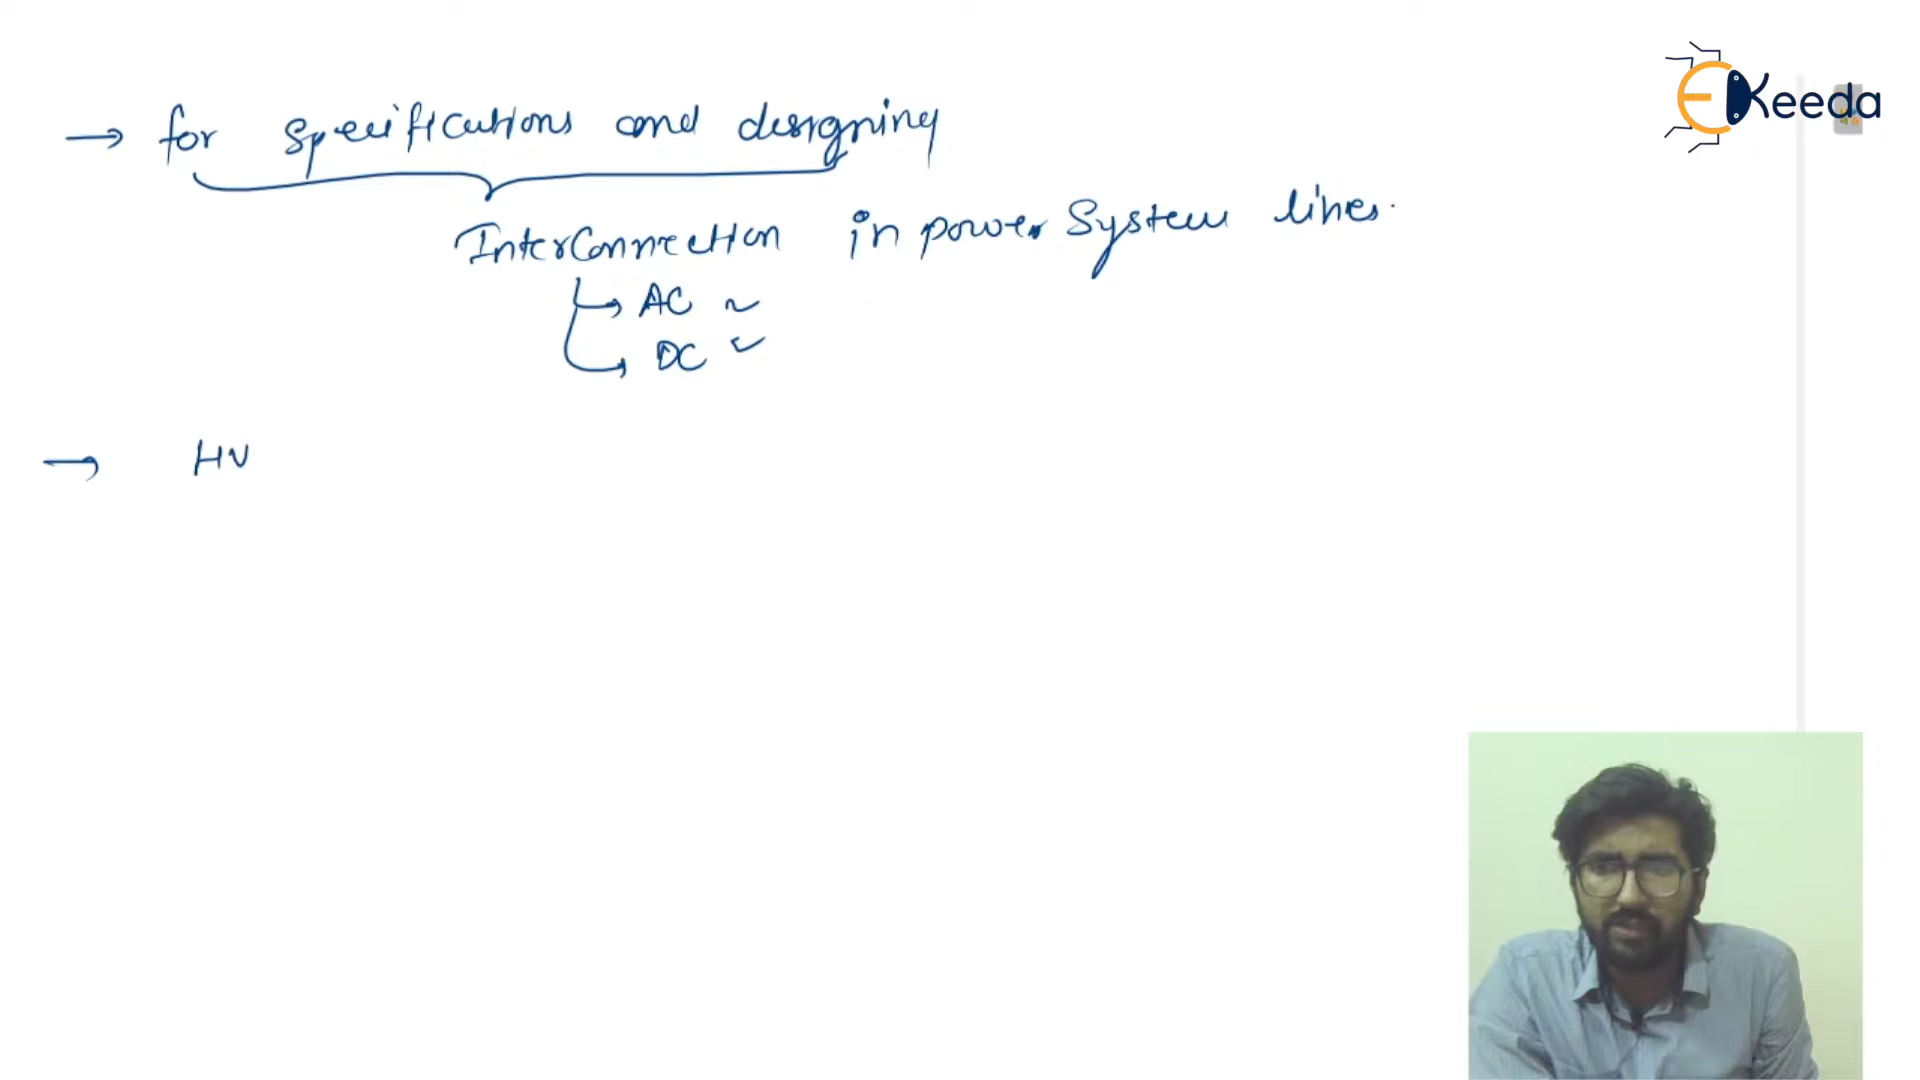 EKeeda
→ for specifications and designing
InterConnection in power System lines.
→ AC ~
→ DC ✓
→ HV